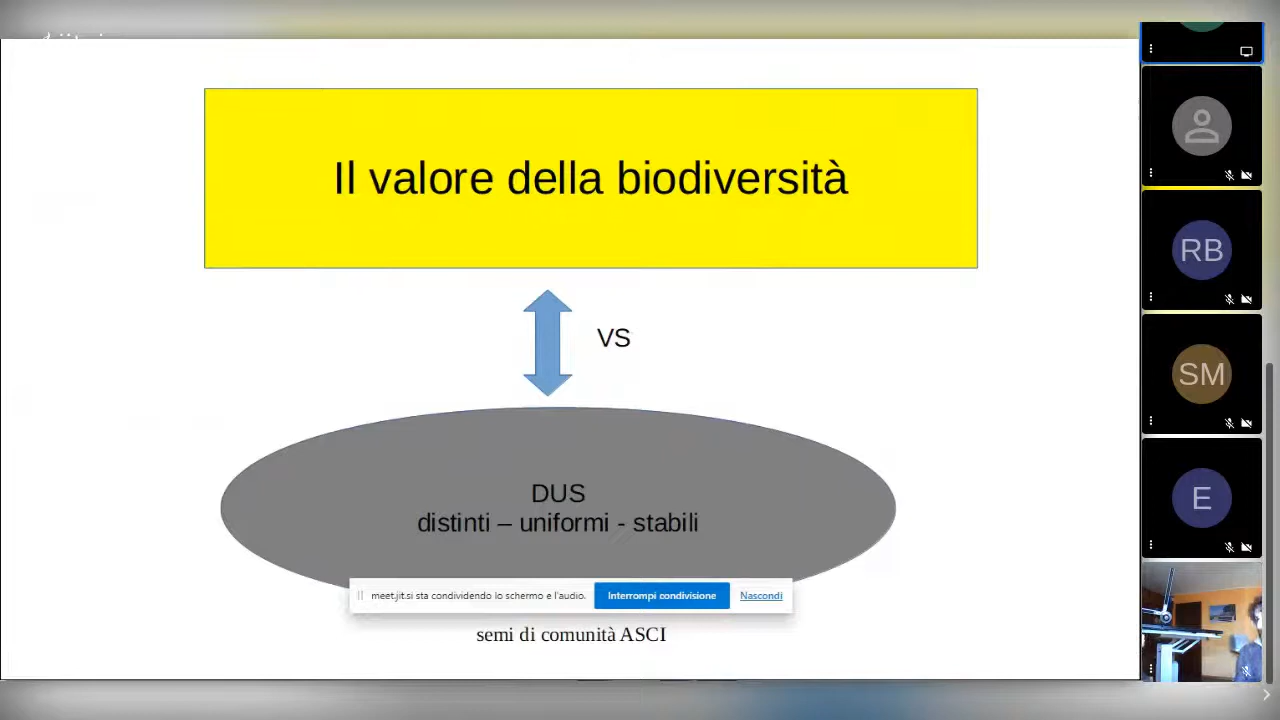 Il valore della biodiversità
VS
DUS
distinti – uniformi - stabili
meet.jit.si sta condividendo lo schermo e l'audio.
Interrompi condivisione
Nascondi
semi di comunità ASCI
RB
SM
E